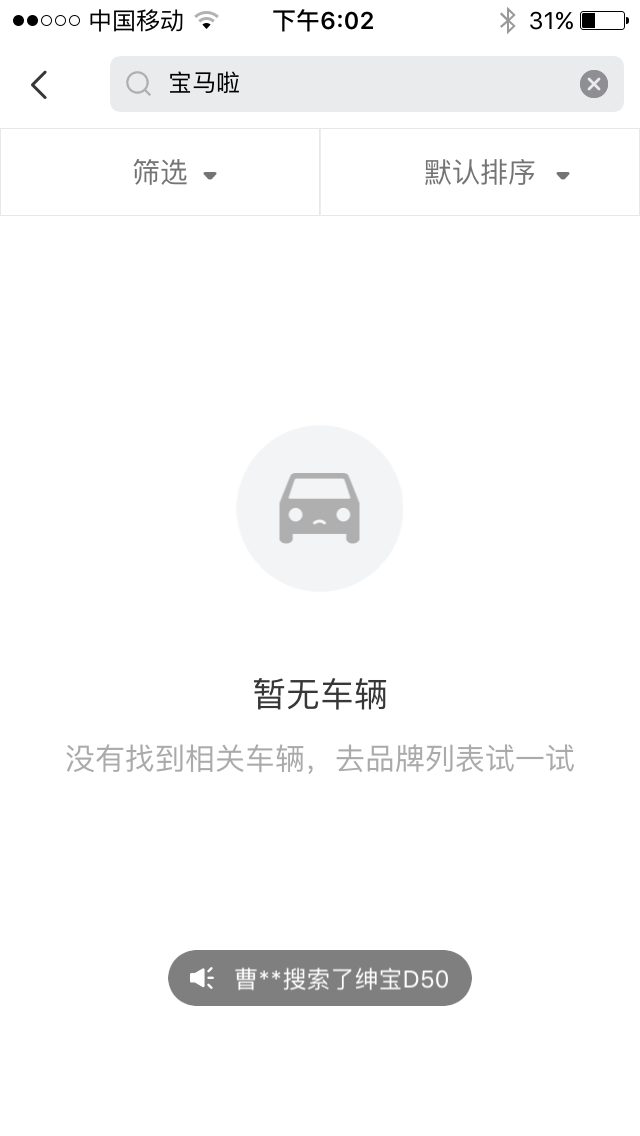 中国移动 下午6:02 31%
宝马啦
筛选 默认排序
暂无车辆
没有找到相关车辆，去品牌列表试一试
曹**搜索了绅宝D50